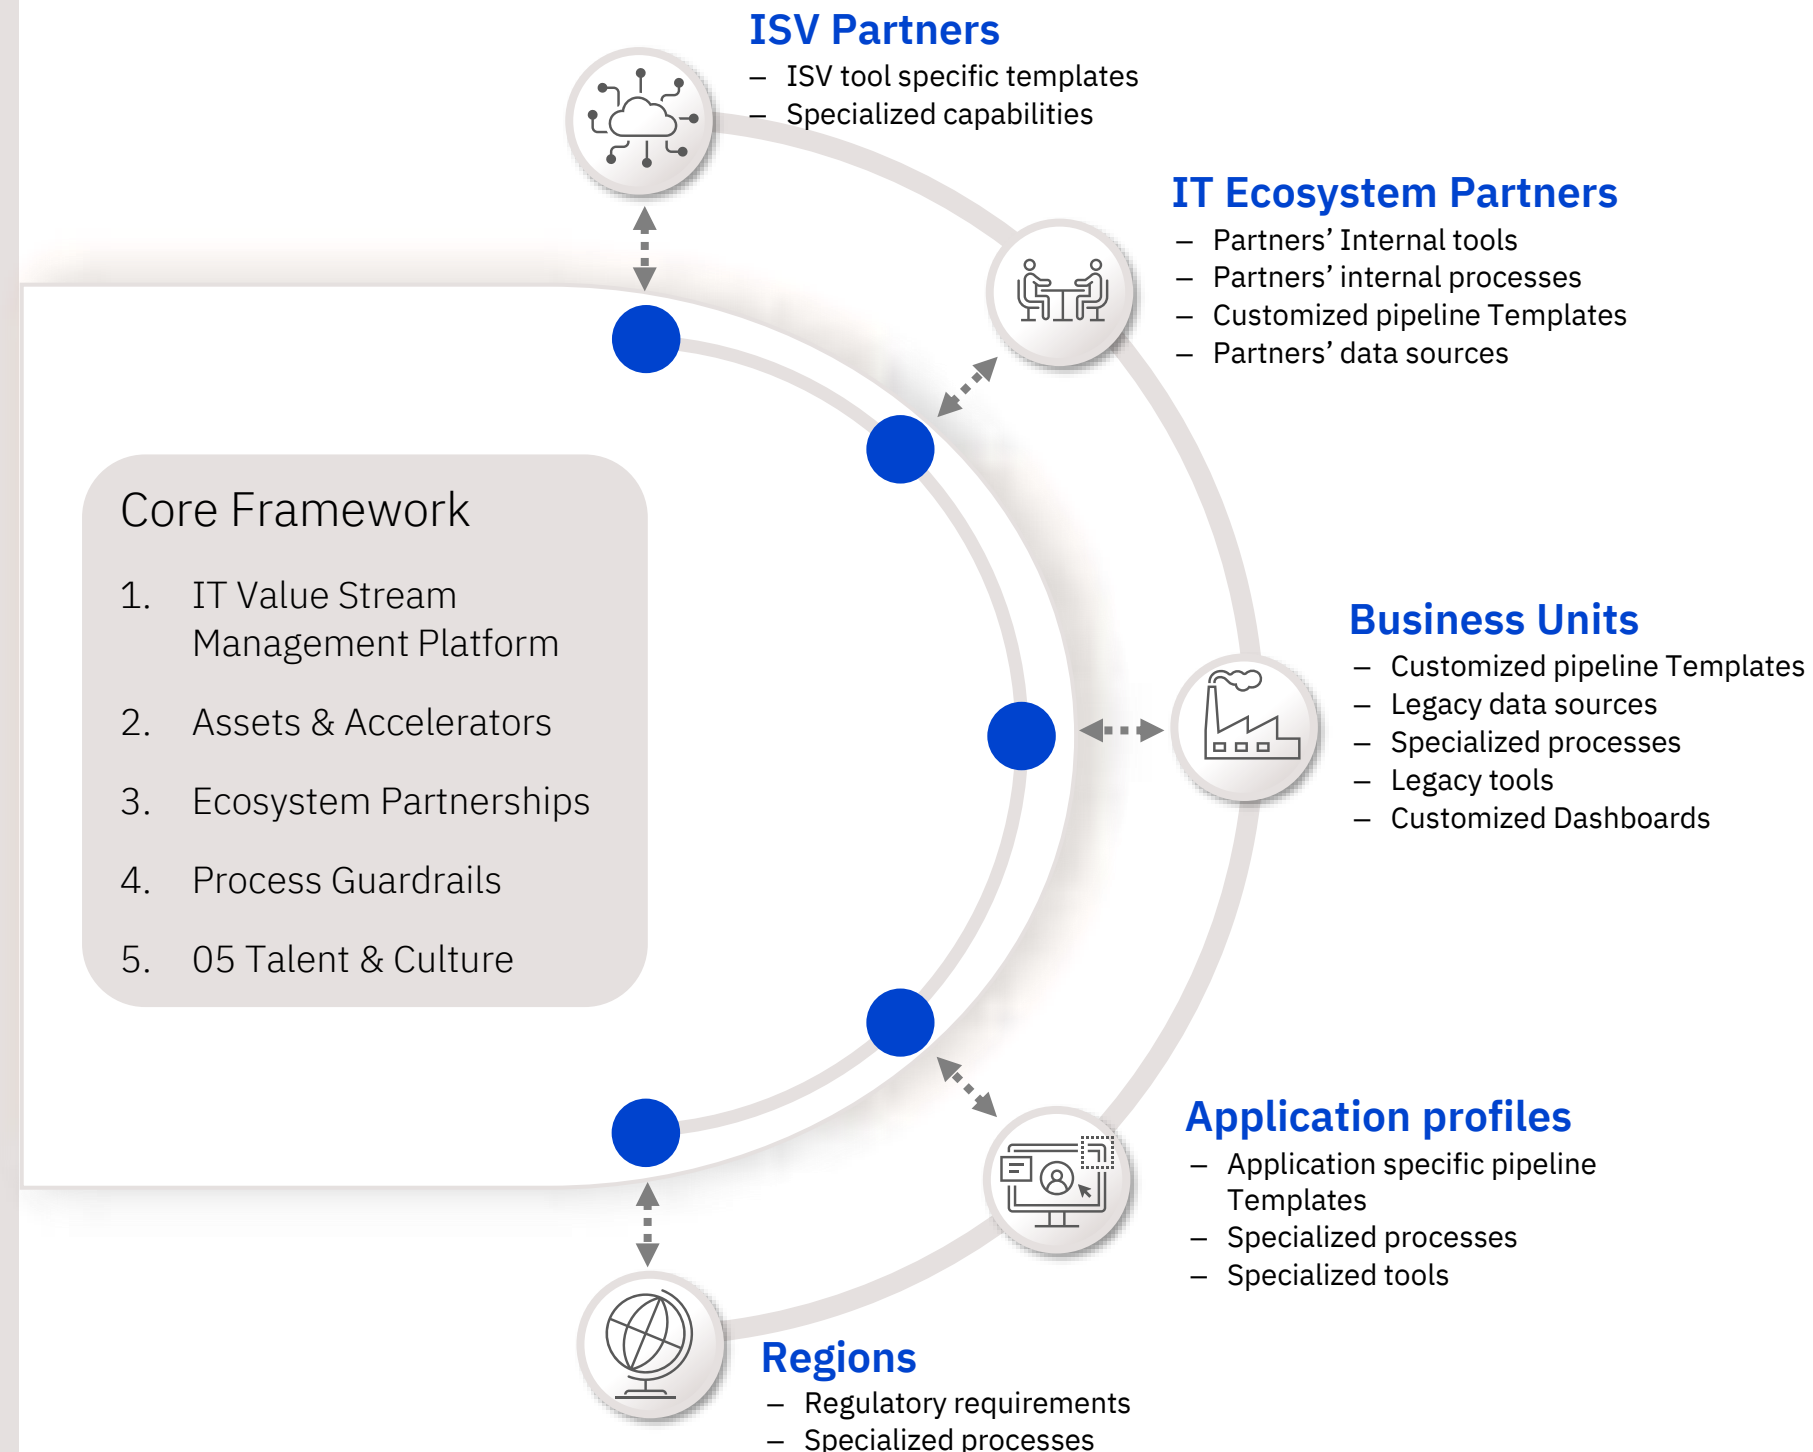 ISV Partners
– ISV tool specific templates
– Specialized capabilities
IT Ecosystem Partners
– Partners’ Internal tools
– Partners’ internal processes
– Customized pipeline Templates
– Partners’ data sources
Core Framework
1. IT Value Stream
Management Platform
2. Assets & Accelerators
3. Ecosystem Partnerships
4. Process Guardrails
5. 05 Talent & Culture
Business Units
– Customized pipeline Templates
– Legacy data sources
– Specialized processes
– Legacy tools
– Customized Dashboards
Application profiles
– Application specific pipeline
Templates
– Specialized processes
– Specialized tools
Regions
– Regulatory requirements
– Specialized processes